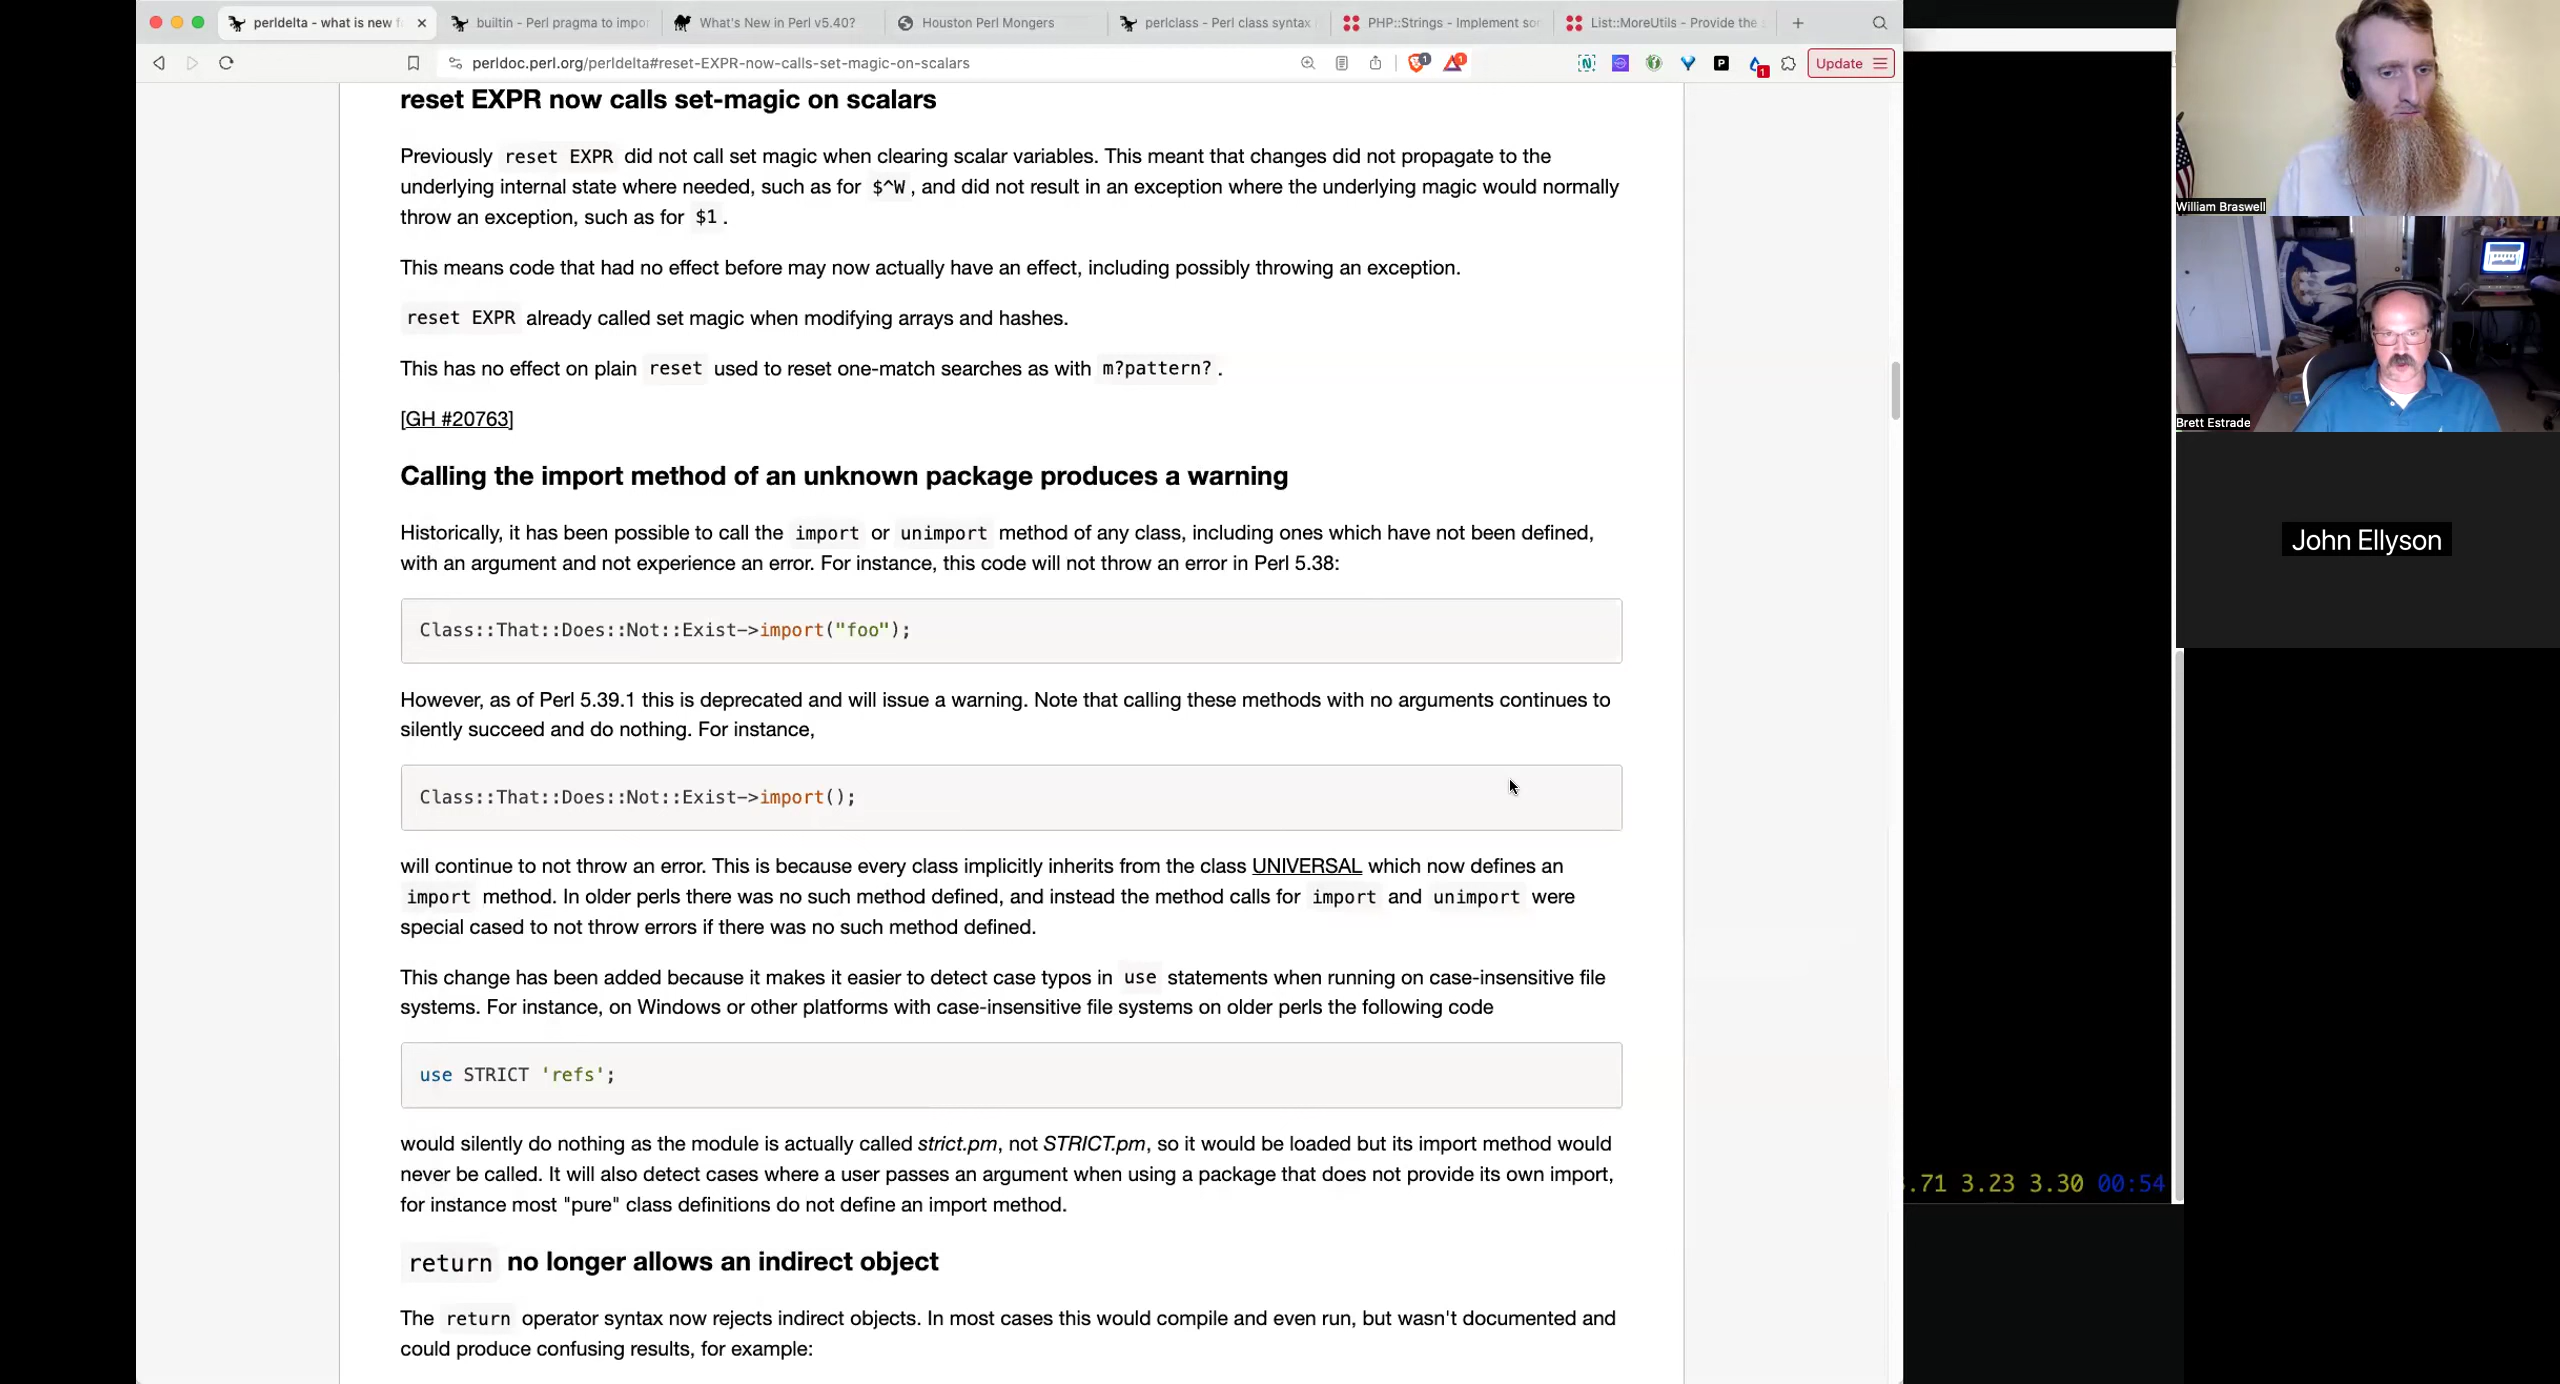 perldelta - what is new f
builtin - Perl pragma to impor
What's New in Perl v5.40?
Houston Perl Mongers
perlclass - Perl class syntax
PHP::Strings - Implement so
List::MoreUtils - Provide the
perldoc.perl.org/perldelta#reset-EXPR-now-calls-set-magic-on-scalars
Update
reset EXPR now calls set-magic on scalars
Previously reset EXPR did not call set magic when clearing scalar variables. This meant that changes did not propagate to the
underlying internal state where needed, such as for $^W , and did not result in an exception where the underlying magic would normally
throw an exception, such as for $1 .
This means code that had no effect before may now actually have an effect, including possibly throwing an exception.
reset EXPR already called set magic when modifying arrays and hashes.
This has no effect on plain reset used to reset one-match searches as with m?pattern? .
[GH #20763]
Calling the import method of an unknown package produces a warning
Historically, it has been possible to call the import or unimport method of any class, including ones which have not been defined,
with an argument and not experience an error. For instance, this code will not throw an error in Perl 5.38:
Class::That::Does::Not::Exist->import("foo");
However, as of Perl 5.39.1 this is deprecated and will issue a warning. Note that calling these methods with no arguments continues to
silently succeed and do nothing. For instance,
Class::That::Does::Not::Exist->import();
will continue to not throw an error. This is because every class implicitly inherits from the class UNIVERSAL which now defines an
import method. In older perls there was no such method defined, and instead the method calls for import and unimport were
special cased to not throw errors if there was no such method defined.
This change has been added because it makes it easier to detect case typos in use statements when running on case-insensitive file
systems. For instance, on Windows or other platforms with case-insensitive file systems on older perls the following code
use STRICT 'refs';
would silently do nothing as the module is actually called strict.pm, not STRICT.pm, so it would be loaded but its import method would
never be called. It will also detect cases where a user passes an argument when using a package that does not provide its own import,
for instance most "pure" class definitions do not define an import method.
return no longer allows an indirect object
The return operator syntax now rejects indirect objects. In most cases this would compile and even run, but wasn't documented and
could produce confusing results, for example:
William Braswell
Brett Estrade
John Ellyson
.71 3.23 3.30 00:54